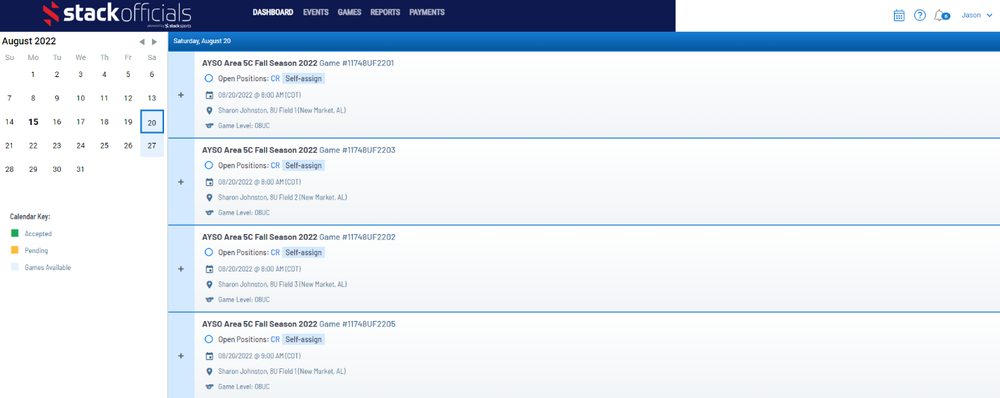 stackofficials
powered by stacksports
DASHBOARD EVENTS GAMES REPORTS PAYMENTS
6
Jason
August 2022
Su Mo Tu We Th Fr Sa
1 2 3 4 5 6
7 8 9 10 11 12 13
14 15 16 17 18 19 20
21 22 23 24 25 26 27
28 29 30 31
Calendar Key:
Accepted
Pending
Games Available
Saturday, August 20
AYSO Area 5C Fall Season 2022 Game #11748UF2201
Open Positions: CR Self-assign
+
08/20/2022 @ 8:00 AM (CDT)
Sharon Johnston, 8U Field 1 (New Market, AL)
Game Level: 08UC
AYSO Area 5C Fall Season 2022 Game #11748UF2203
Open Positions: CR Self-assign
+
08/20/2022 @ 8:00 AM (CDT)
Sharon Johnston, 8U Field 2 (New Market, AL)
Game Level: 08UC
AYSO Area 5C Fall Season 2022 Game #11748UF2202
Open Positions: CR Self-assign
+
08/20/2022 @ 8:00 AM (CDT)
Sharon Johnston, 8U Field 3 (New Market, AL)
Game Level: 08UC
AYSO Area 5C Fall Season 2022 Game #11748UF2205
Open Positions: CR Self-assign
+
08/20/2022 @ 9:00 AM (CDT)
Sharon Johnston, 8U Field 1 (New Market, AL)
Game Level: 08UC